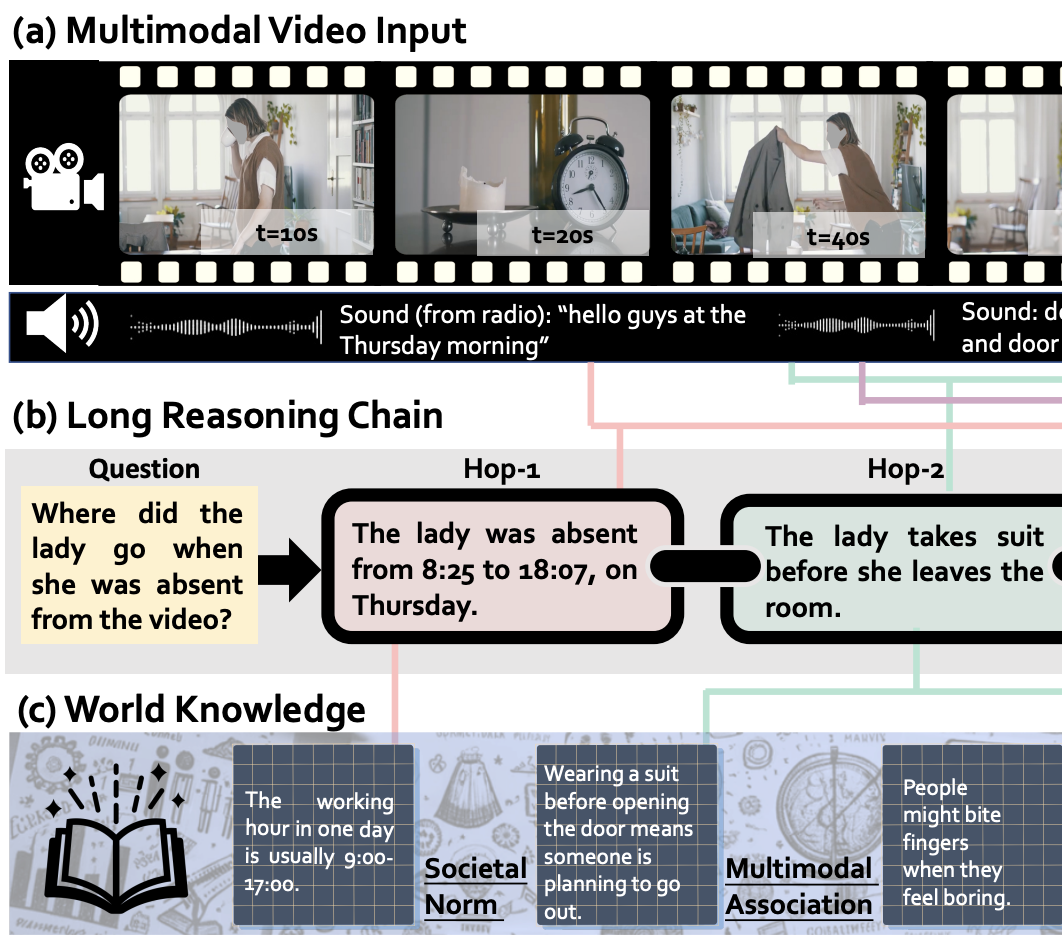 (a) Multimodal Video Input
t=10s
t=20s
t=40s
Sound (from radio): “hello guys at the
Thursday morning”
Sound: d
and door
(b) Long Reasoning Chain
Question
Where did the
lady go when
she was absent
from the video?
Hop-1
The lady was absent
from 8:25 to 18:07, on
Thursday.
Hop-2
The lady takes suit
before she leaves the
room.
(c) World Knowledge
The working
hour in one day
is usually 9:00-
17:00.
Societal
Norm
Wearing a suit
before opening
the door means
someone is
planning to go
out.
Multimodal
Association
People
might bite
fingers
when they
feel boring.